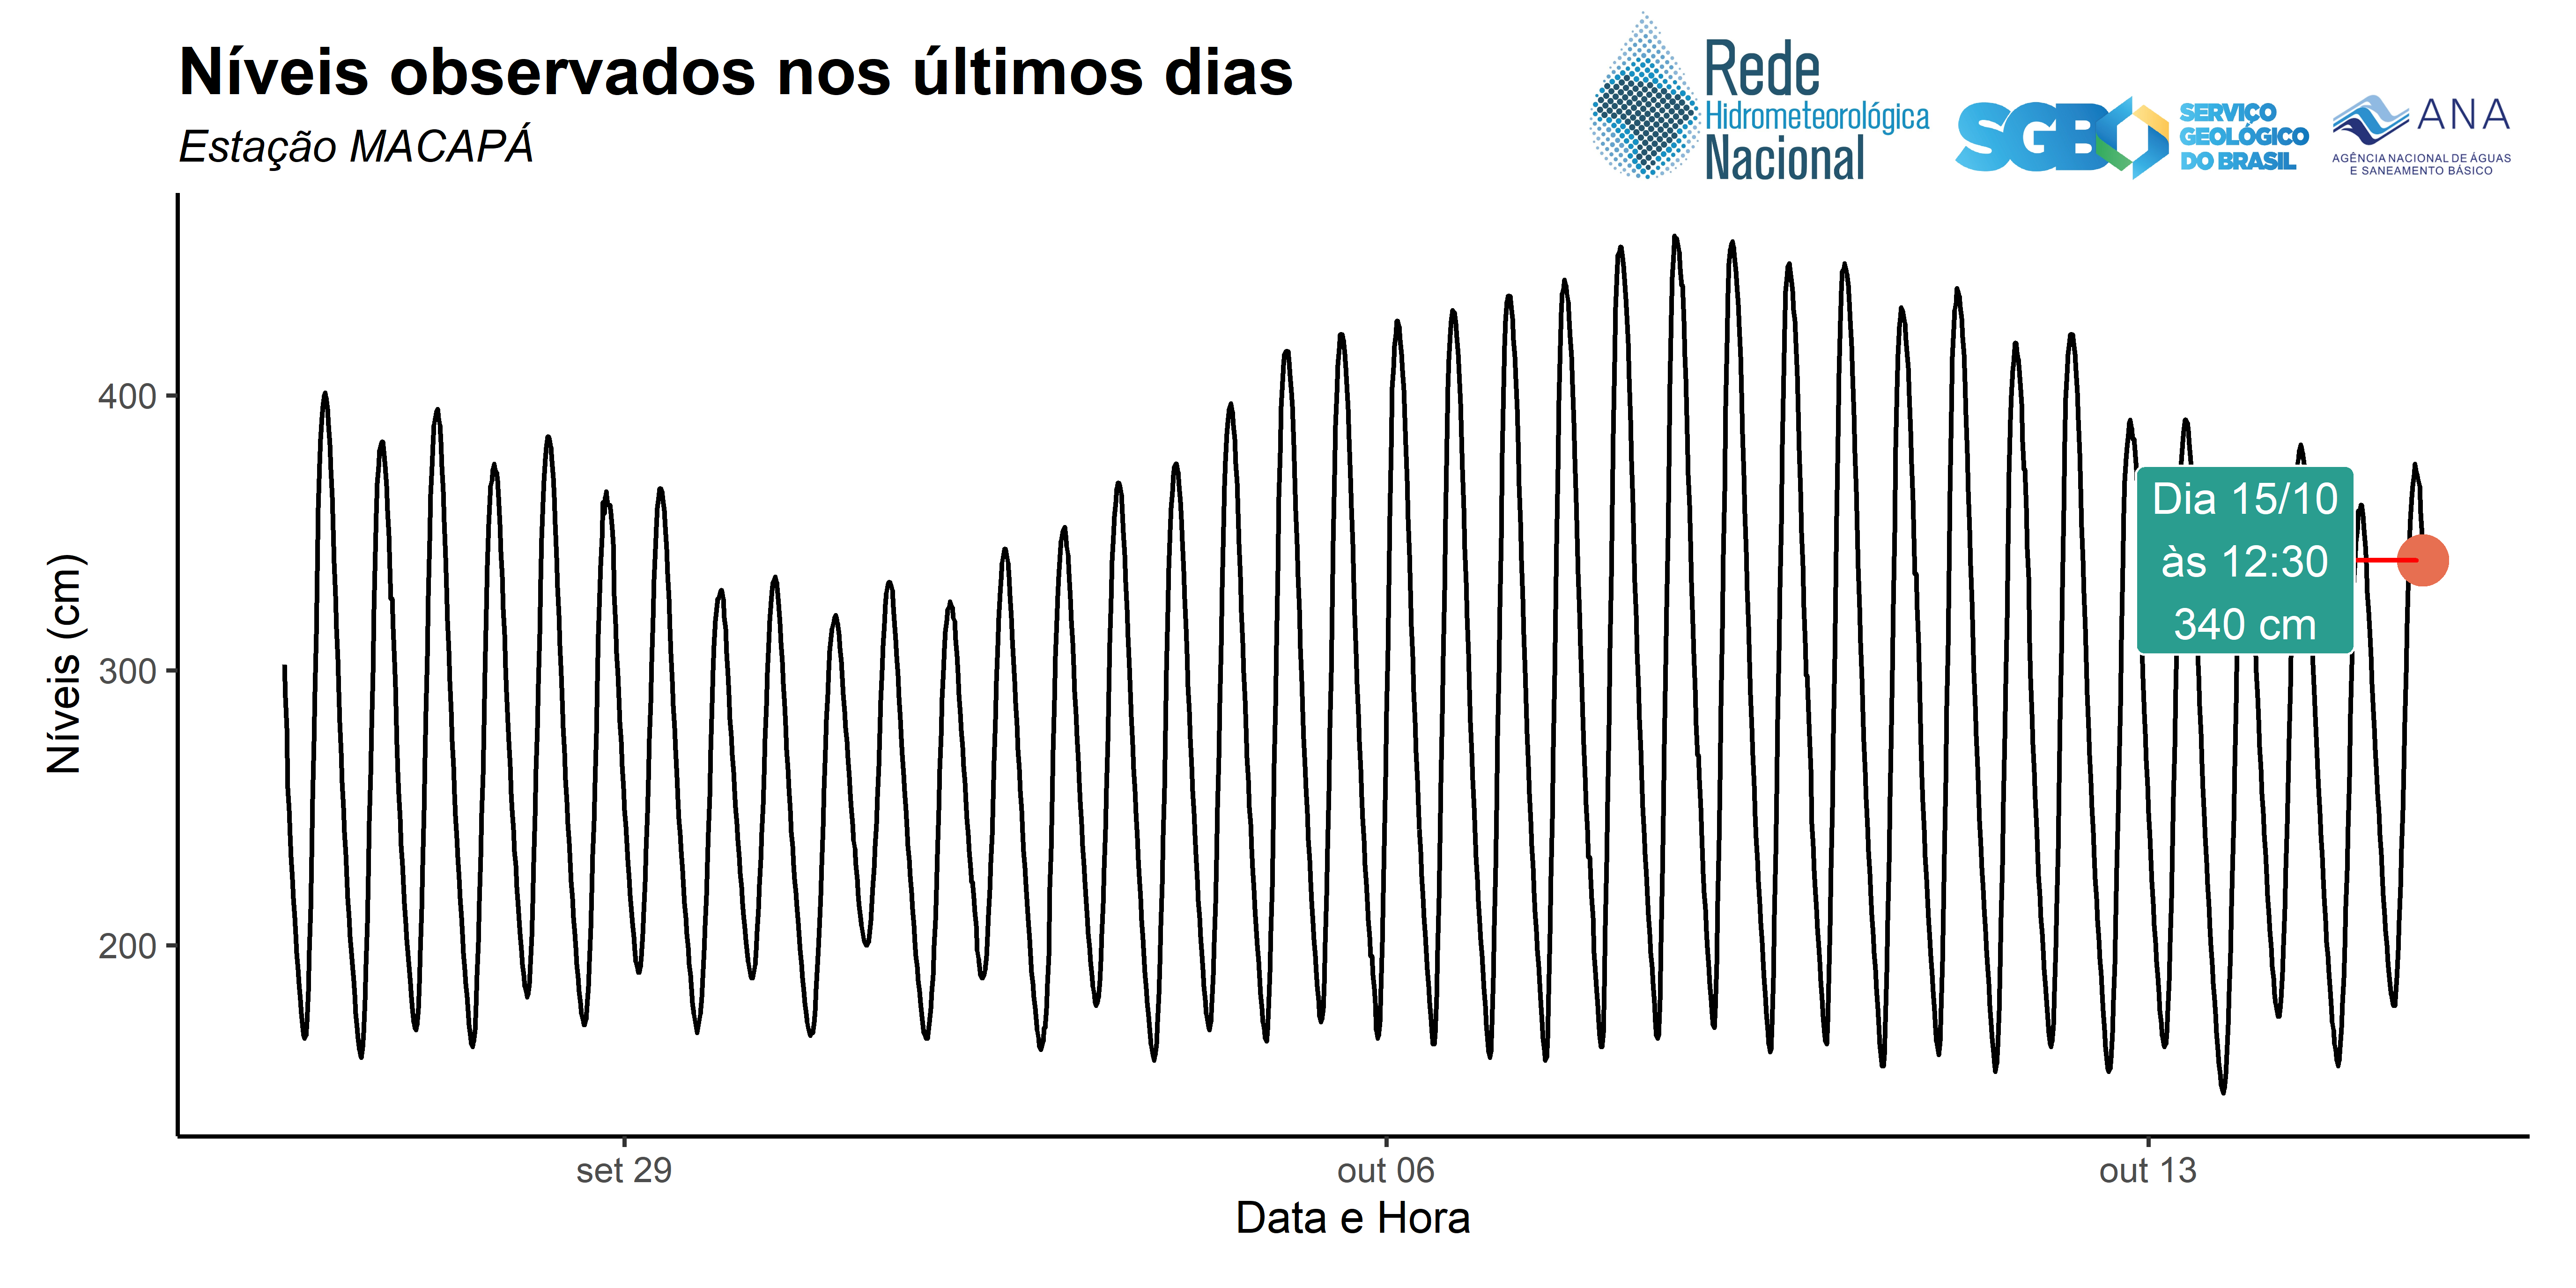 Níveis observados nos últimos dias
Estação MACAPÁ
Rede
Hidrometeorológica
Nacional
SGB
SERVIÇO
GEOLÓGICO
DO BRASIL
ANA
AGÊNCIA NACIONAL DE ÁGUAS
E SANEAMENTO BÁSICO
Níveis (cm)
400
300
200
Dia 15/10
às 12:30
340 cm
set 29
out 06
out 13
Data e Hora